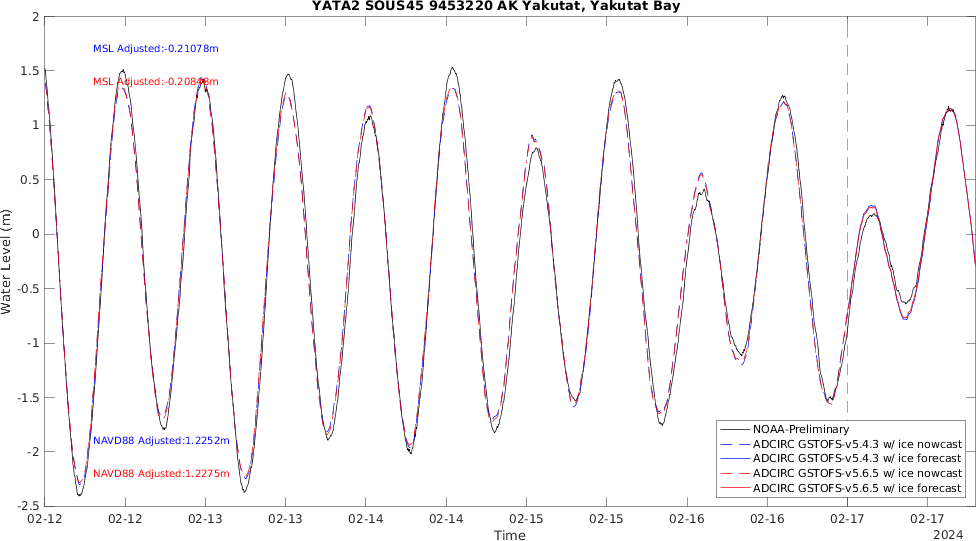 YATA2 SOUS45 9453220 AK Yakutat, Yakutat Bay
2
MSL Adjusted:-0.21078m
1.5
MSL Adjusted:-0.20848m
1
0.5
0
Water Level (m)
-0.5
-1
-1.5
NAVD88 Adjusted:1.2252m
-2
NAVD88 Adjusted:1.2275m
-2.5
NOAA-Preliminary
ADCIRC GSTOFS-v5.4.3 w/ ice nowcast
ADCIRC GSTOFS-v5.4.3 w/ ice forecast
ADCIRC GSTOFS-v5.6.5 w/ ice nowcast
ADCIRC GSTOFS-v5.6.5 w/ ice forecast
02-12 02-12 02-13 02-13 02-14 02-14 02-15 02-15 02-16 02-16 02-17 02-17
Time
2024